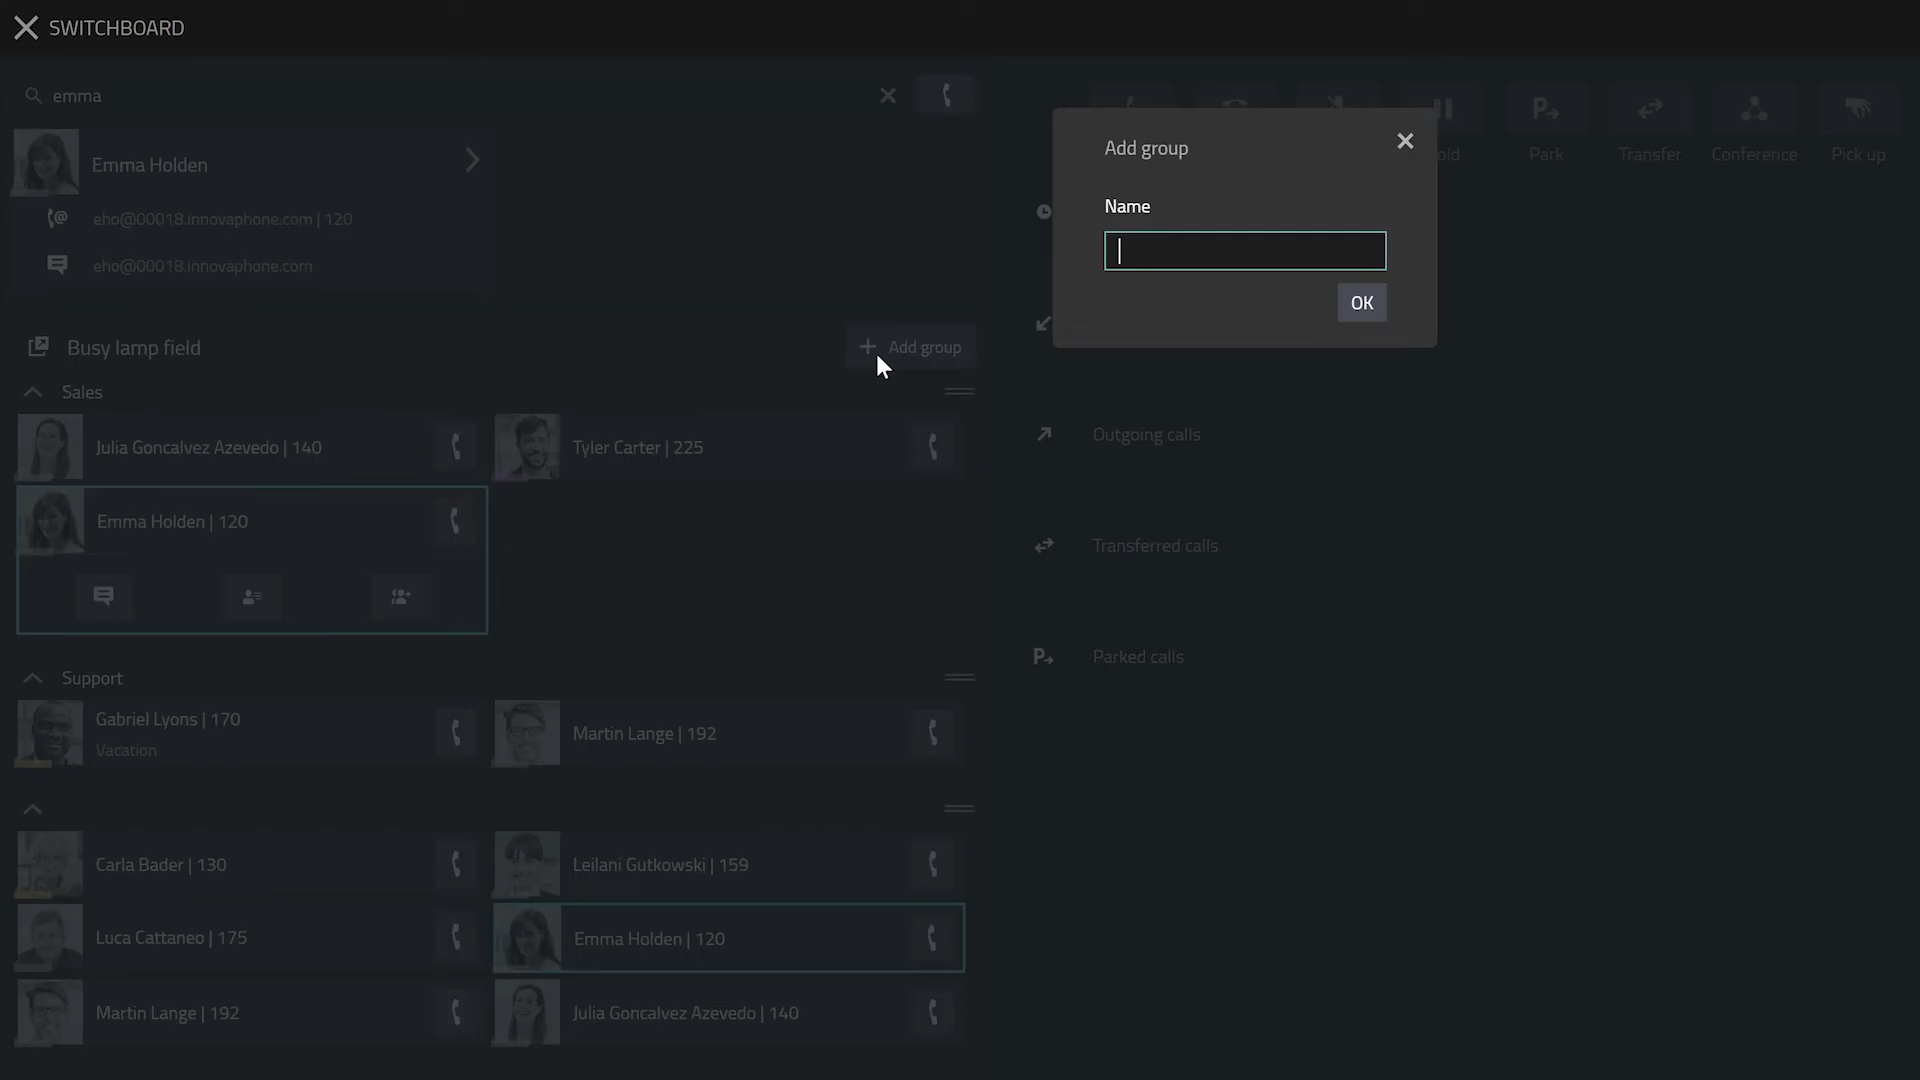 SWITCHBOARD
emma
Emma Holden
eho@00018.innovaphone.com | 120
eho@00018.innovaphone.com
Busy lamp field
Add group
Sales
Julia Goncalvez Azevedo | 140
Tyler Carter | 225
Emma Holden | 120
Support
Gabriel Lyons | 170
Vacation
Martin Lange | 192
Carla Bader | 130
Leilani Gutkowski | 159
Luca Cattaneo | 175
Emma Holden | 120
Martin Lange | 192
Julia Goncalvez Azevedo | 140
Add group
Name
OK
old
Park
Transfer
Conference
Pick up
Outgoing calls
Transferred calls
Parked calls